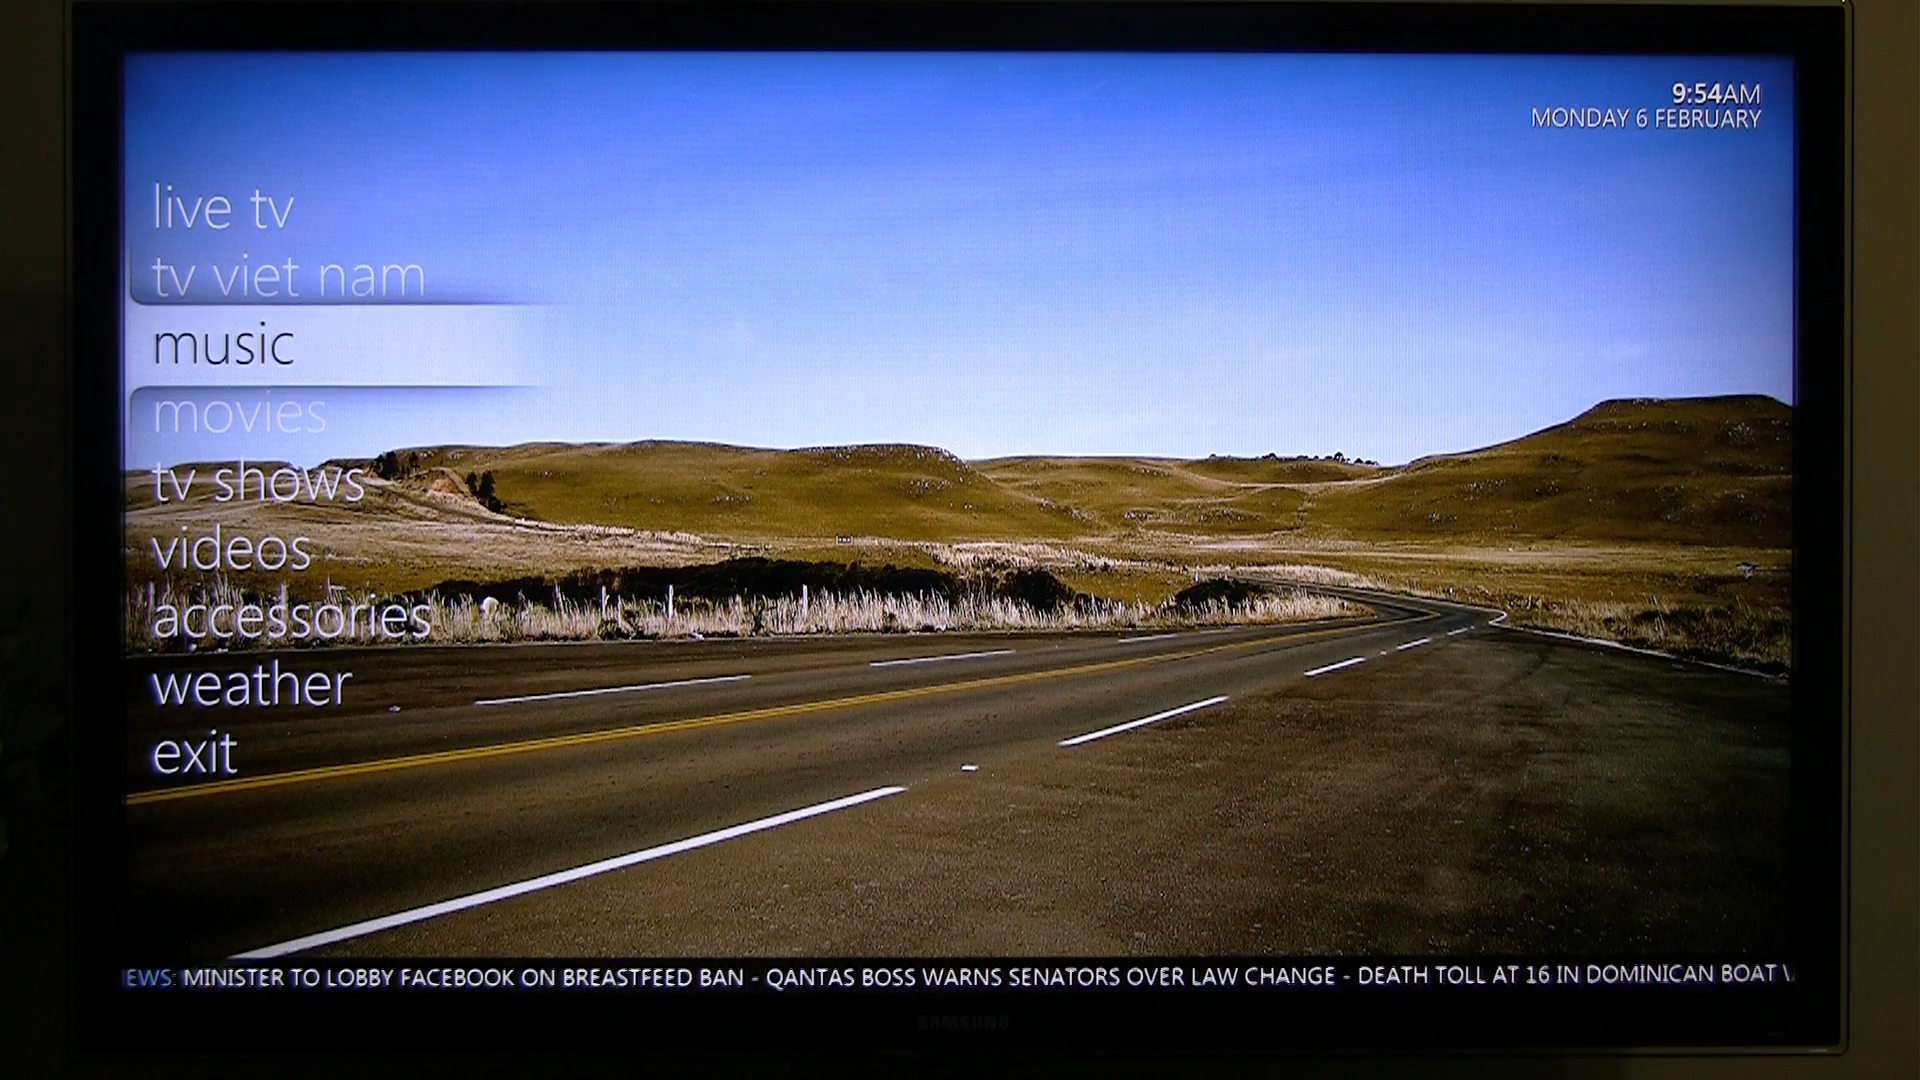 9:54AM
MONDAY 6 FEBRUARY
live tv
tv viet nam
music
movies
tv shows
videos
accessories
weather
exit
EWS: MINISTER TO LOBBY FACEBOOK ON BREASTFEED BAN - QANTAS BOSS WARNS SENATORS OVER LAW CHANGE - DEATH TOLL AT 16 IN DOMINICAN BOAT
SAMSUNG